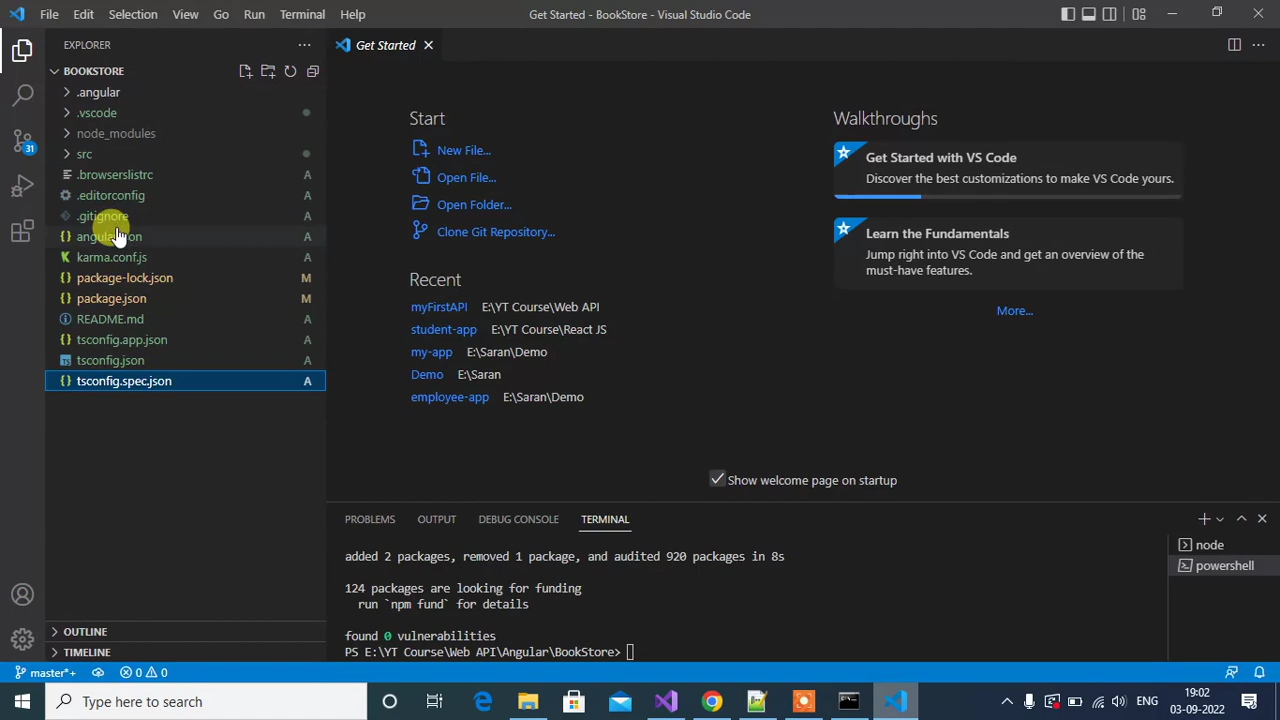 File Edit Selection View Go Run Terminal Help Get Started - BookStore - Visual Studio Code
EXPLORER
BOOKSTORE
.angular
.vscode
node_modules
src
.browserslistrc A
.editorconfig A
.gitignore A
A
karma.conf.js A
package-lock.json M
package.json M
README.md A
tsconfig.app.json A
tsconfig.json A
tsconfig.spec.json A
OUTLINE
TIMELINE
31
Get Started
Start
New File...
Open File...
Open Folder...
Clone Git Repository...
Recent
myFirstAPI E:\YT Course\Web API
student-app E:\YT Course\React JS
my-app E:\Saran\Demo
Demo E:\Saran
employee-app E:\Saran\Demo
Walkthroughs
Get Started with VS Code
Discover the best customizations to make VS Code yours.
Learn the Fundamentals
Jump right into VS Code and get an overview of the
must-have features.
More...
Show welcome page on startup
PROBLEMS OUTPUT DEBUG CONSOLE TERMINAL
added 2 packages, removed 1 package, and audited 920 packages in 8s
124 packages are looking for funding
run `npm fund` for details
found 0 vulnerabilities
PS E:\YT Course\Web API\Angular\BookStore>
node
powershell
master*+ 0 0
Type here to search
ENG
19:02
03-09-2022